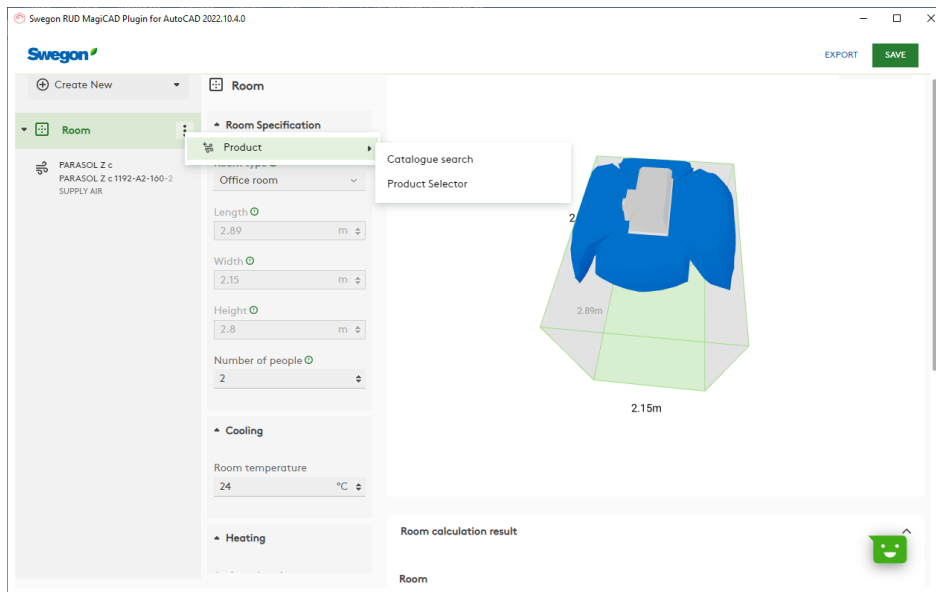 Swegon RUD MagiCAD Plugin for AutoCAD 2022.10.4.0
Swegon
EXPORT
SAVE
Create New
Room
PARASOL Z c
PARASOL Z c 1192-A2-160-2
SUPPLY AIR
Room
Room Specification
Product
Catalogue search
Product Selector
Office room
Length
2.89 m
Width
2.15 m
Height
2.8 m
Number of people
2
Cooling
Room temperature
24 °C
Heating
2.89m
2.15m
Room calculation result
Room